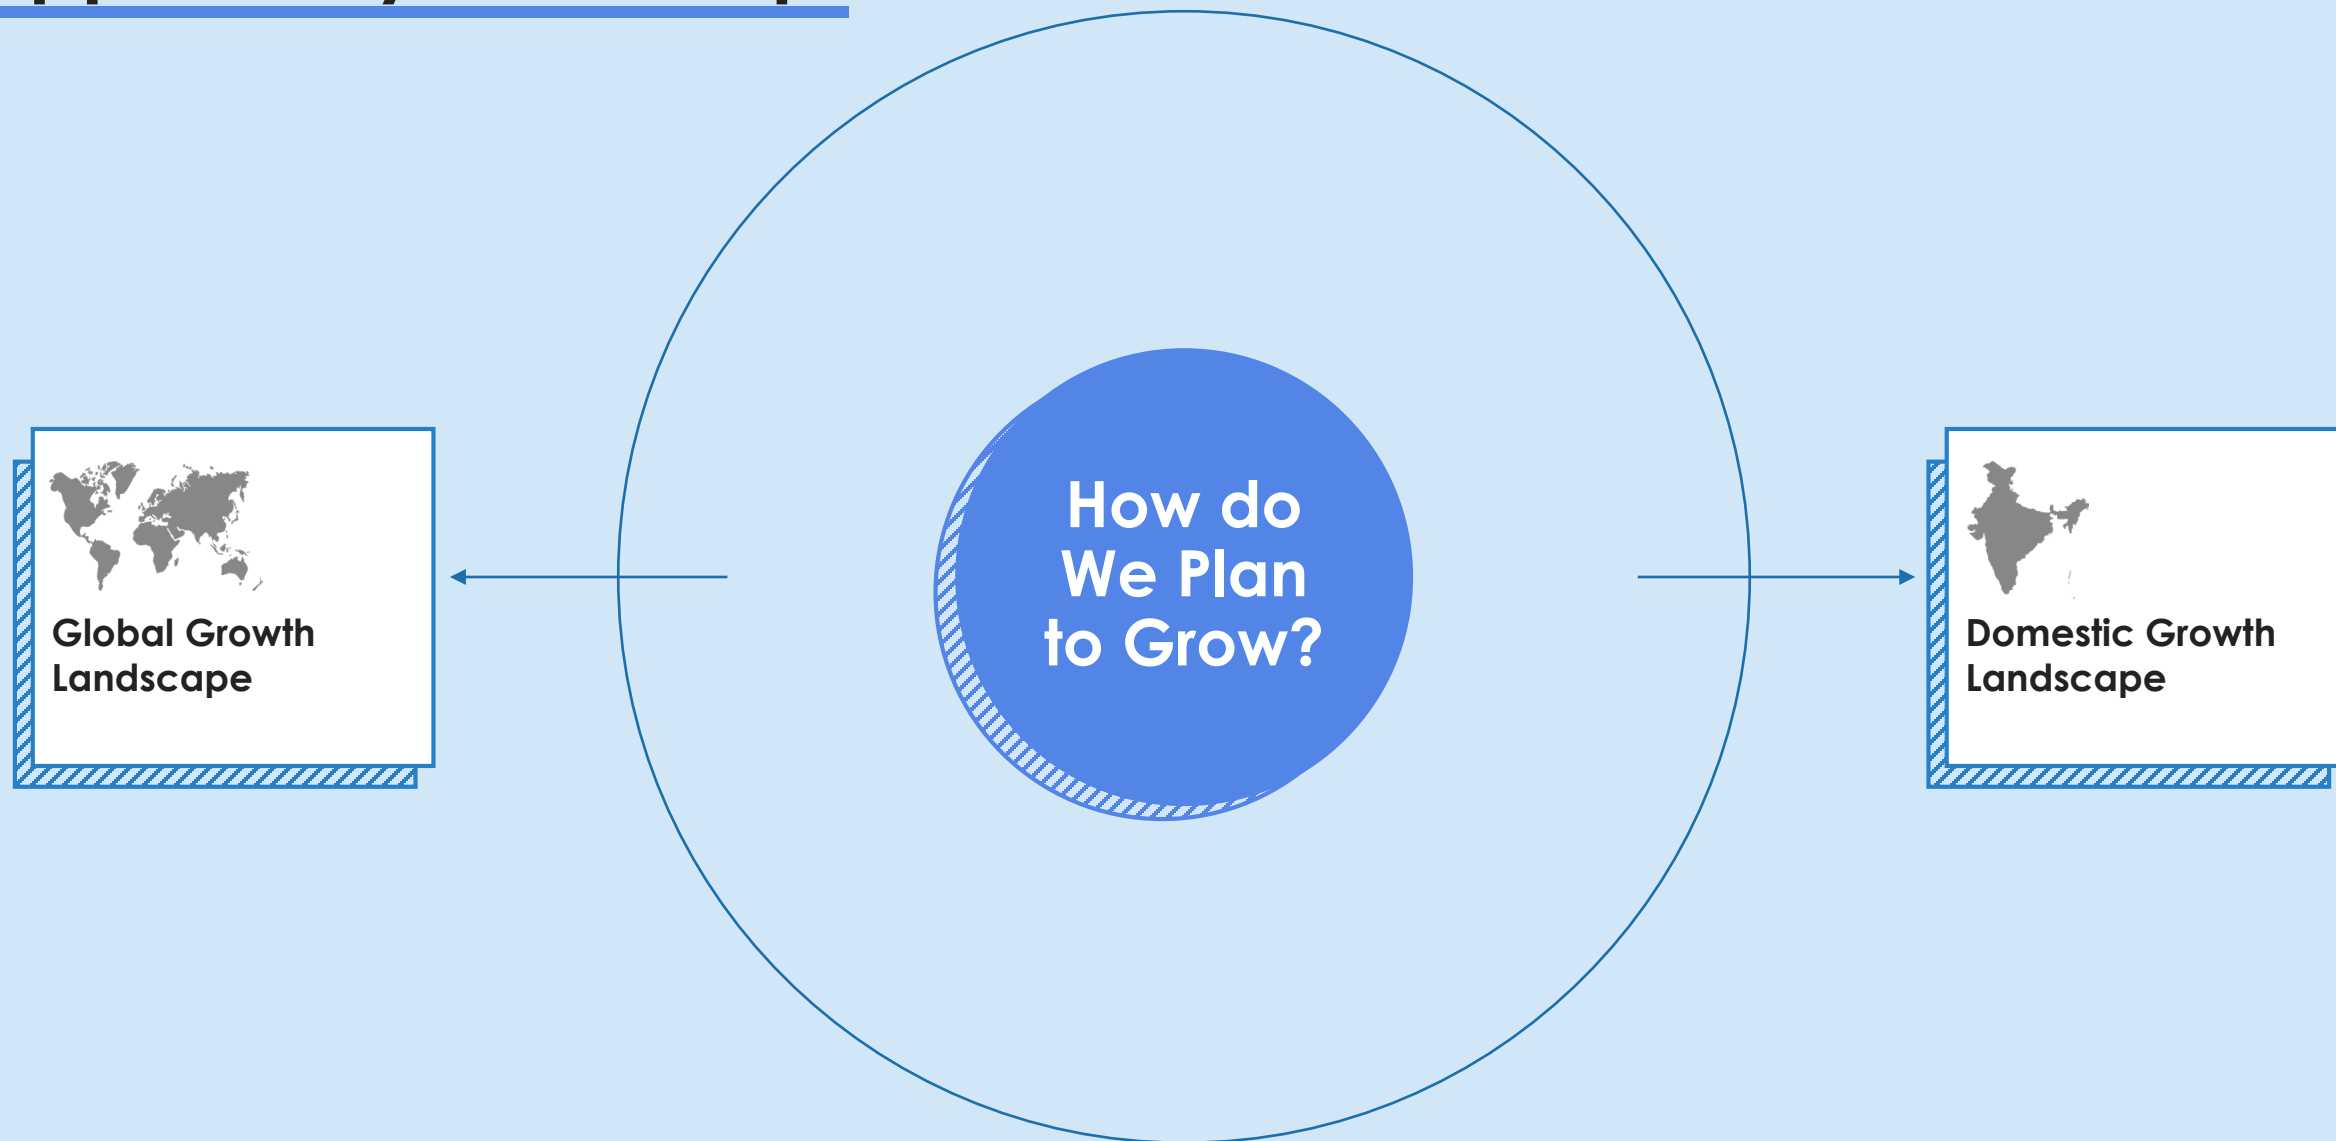 How do
We Plan
to Grow?
Global Growth
Landscape
Domestic Growth
Landscape